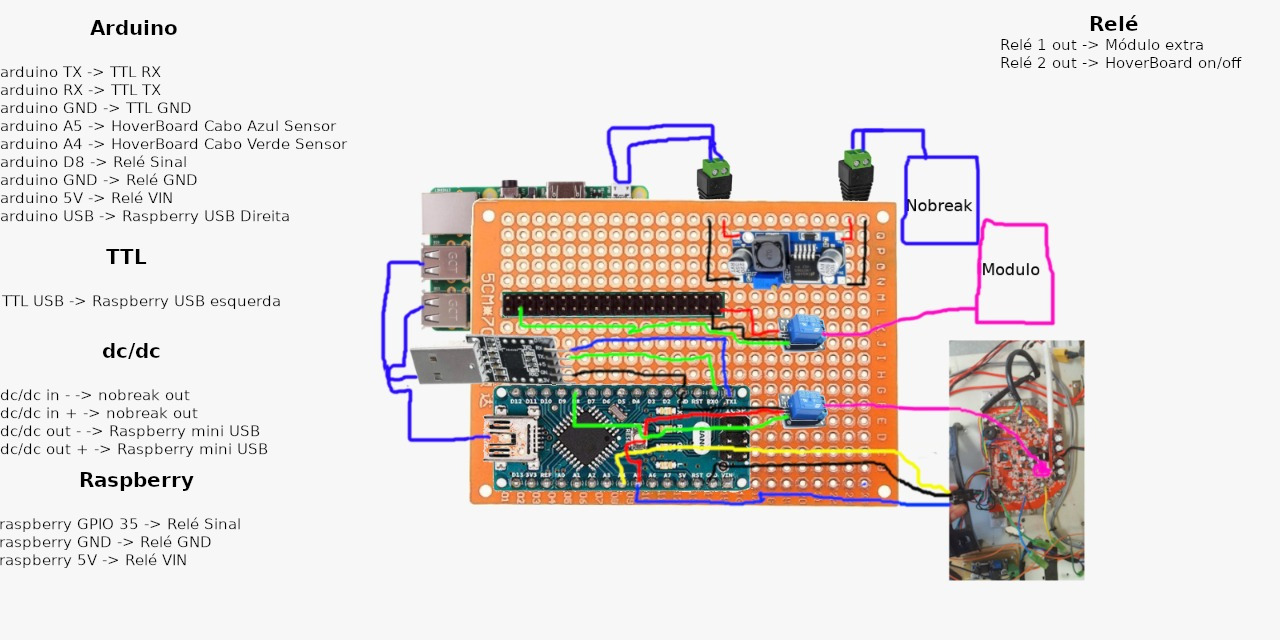 Arduino
arduino TX -> TTL RX
arduino RX -> TTL TX
arduino GND -> TTL GND
arduino A5 -> HoverBoard Cabo Azul Sensor
arduino A4 -> HoverBoard Cabo Verde Sensor
arduino D8 -> Relé Sinal
arduino GND -> Relé GND
arduino 5V -> Relé VIN
arduino USB -> Raspberry USB Direita
TTL
TTL USB -> Raspberry USB esquerda
dc/dc
dc/dc in - -> nobreak out
dc/dc in + -> nobreak out
dc/dc out - -> Raspberry mini USB
dc/dc out + -> Raspberry mini USB
Raspberry
raspberry GPIO 35 -> Relé Sinal
raspberry GND -> Relé GND
raspberry 5V -> Relé VIN
Relé
Relé 1 out -> Módulo extra
Relé 2 out -> HoverBoard on/off
Nobreak
Modulo